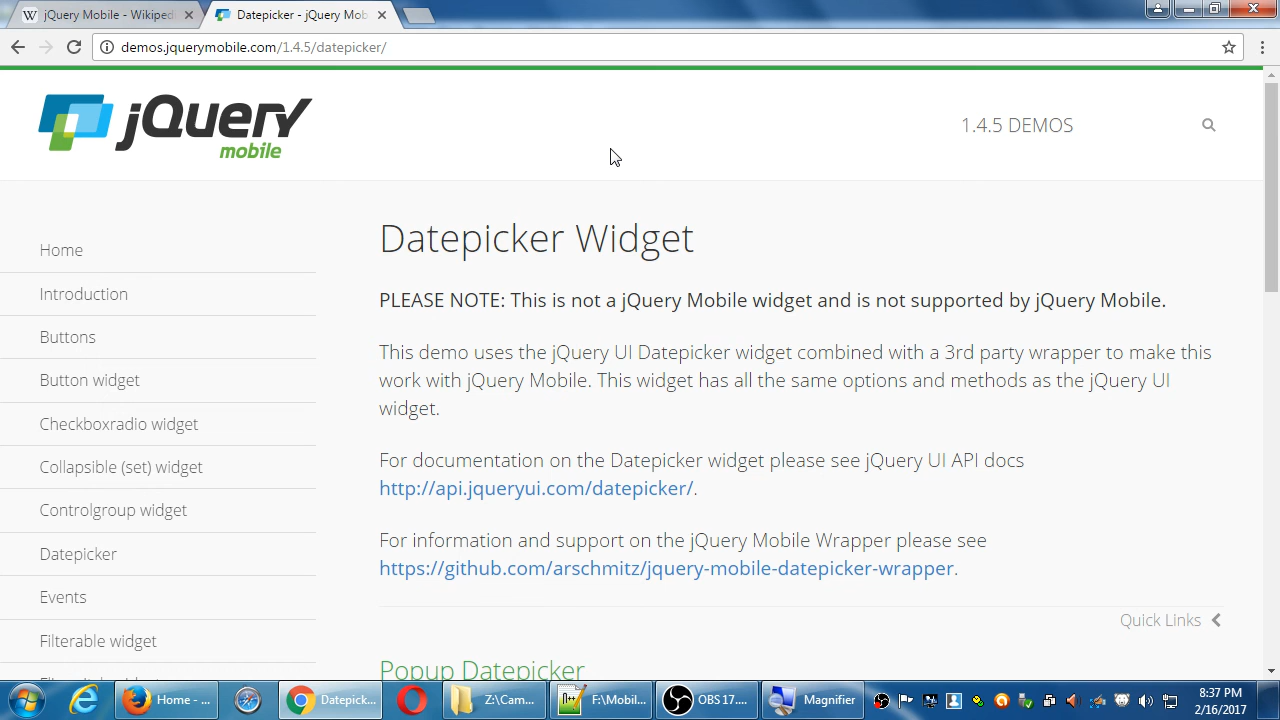 jQuery Mobile - Wikiped
Datepicker - jQuery Mob
demos.jquerymobile.com/1.4.5/datepicker/
jQuery
mobile
1.4.5 DEMOS
Home
Introduction
Buttons
Button widget
Checkboxradio widget
Collapsible (set) widget
Controlgroup widget
Datepicker
Events
Filterable widget
Datepicker Widget
PLEASE NOTE: This is not a jQuery Mobile widget and is not supported by jQuery Mobile.
This demo uses the jQuery UI Datepicker widget combined with a 3rd party wrapper to make this
work with jQuery Mobile. This widget has all the same options and methods as the jQuery UI
widget.
For documentation on the Datepicker widget please see jQuery UI API docs
http://api.jqueryui.com/datepicker/.
For information and support on the jQuery Mobile Wrapper please see
https://github.com/arschmitz/jquery-mobile-datepicker-wrapper.
Quick Links
Popup Datepicker
Home - ...
Datepick...
Z:\Cam...
F:\Mobil...
OBS 17....
Magnifier
8:37 PM
2/16/2017